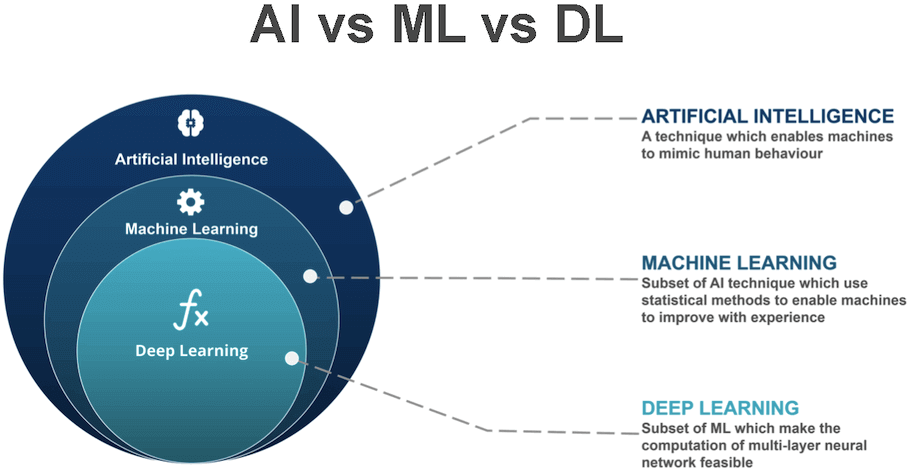 AI vs ML vs DL
Artificial Intelligence
Machine Learning
fx
Deep Learning
ARTIFICIAL INTELLIGENCE
A technique which enables machines
to mimic human behaviour
MACHINE LEARNING
Subset of AI technique which use
statistical methods to enable machines
to improve with experience
DEEP LEARNING
Subset of ML which make the
computation of multi-layer neural
network feasible